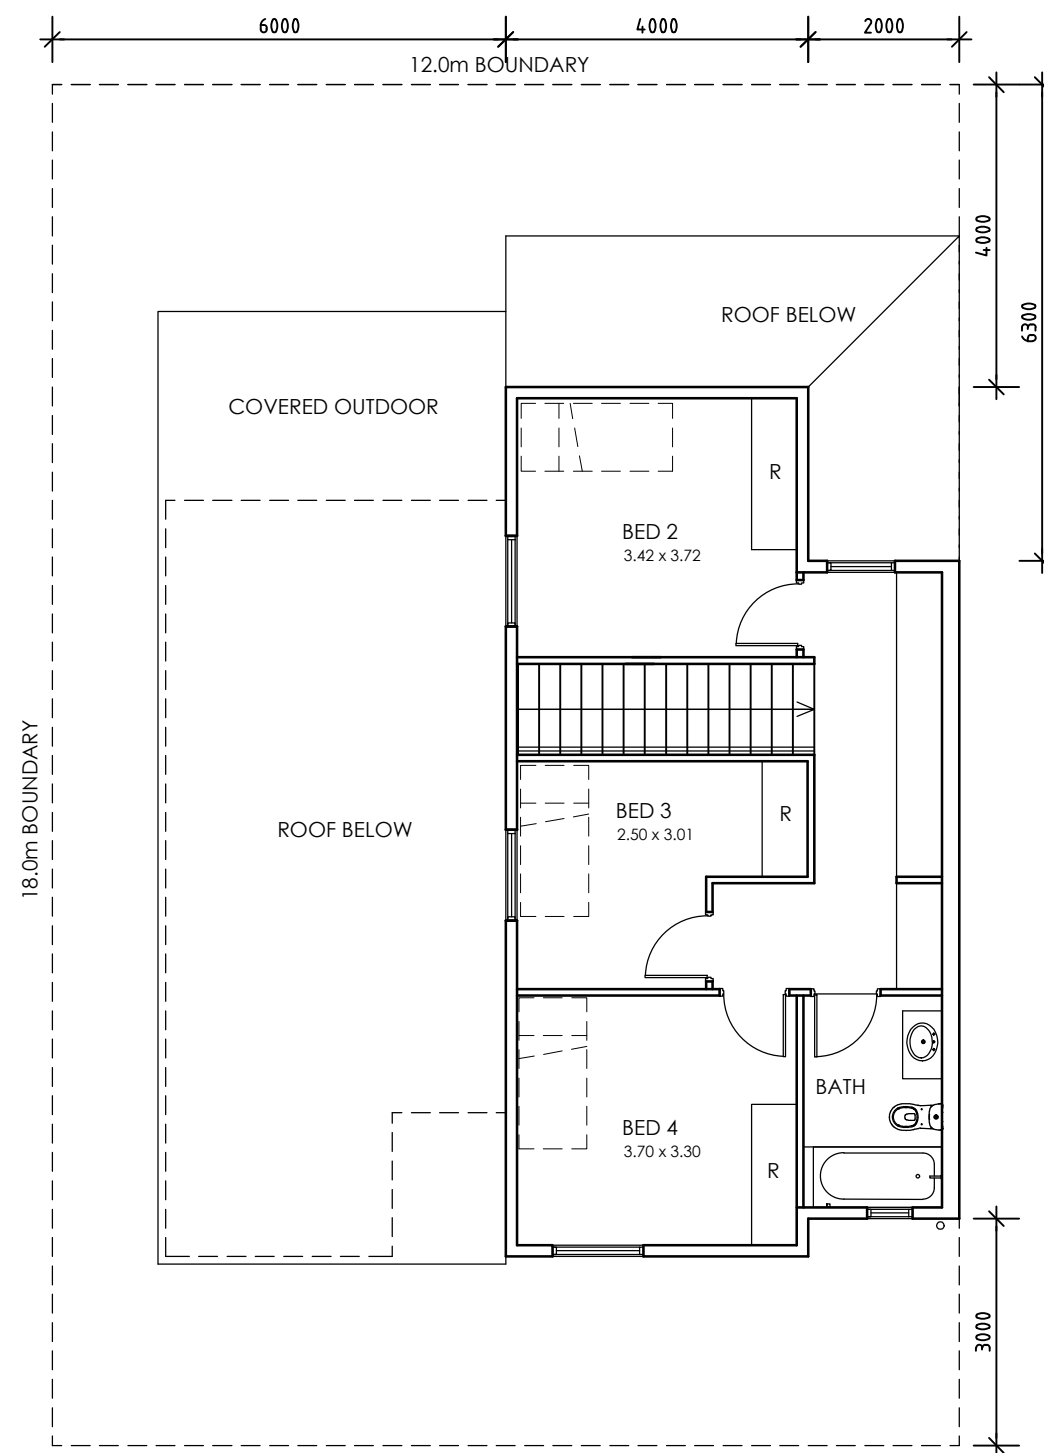 6000
4000
2000
12.0m BOUNDARY
4000
6300
ROOF BELOW
COVERED OUTDOOR
R
BED 2
3.42 x 3.72
18.0m BOUNDARY
ROOF BELOW
BED 3
2.50 x 3.01
R
BATH
BED 4
3.70 x 3.30
R
3000